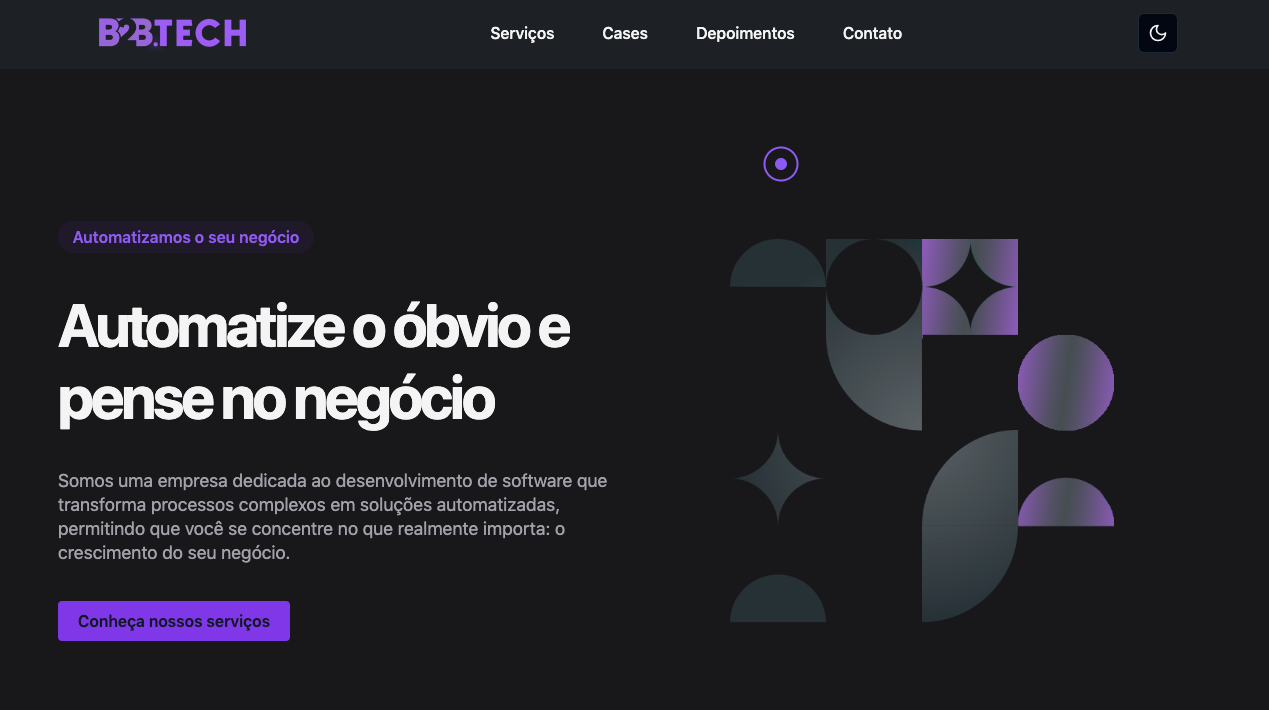 B2B.TECH
Serviços
Cases
Depoimentos
Contato
Automatizamos o seu negócio
Automatize o óbvio e
pense no negócio
Somos uma empresa dedicada ao desenvolvimento de software que
transforma processos complexos em soluções automatizadas,
permitindo que você se concentre no que realmente importa: o
crescimento do seu negócio.
Conheça nossos serviços